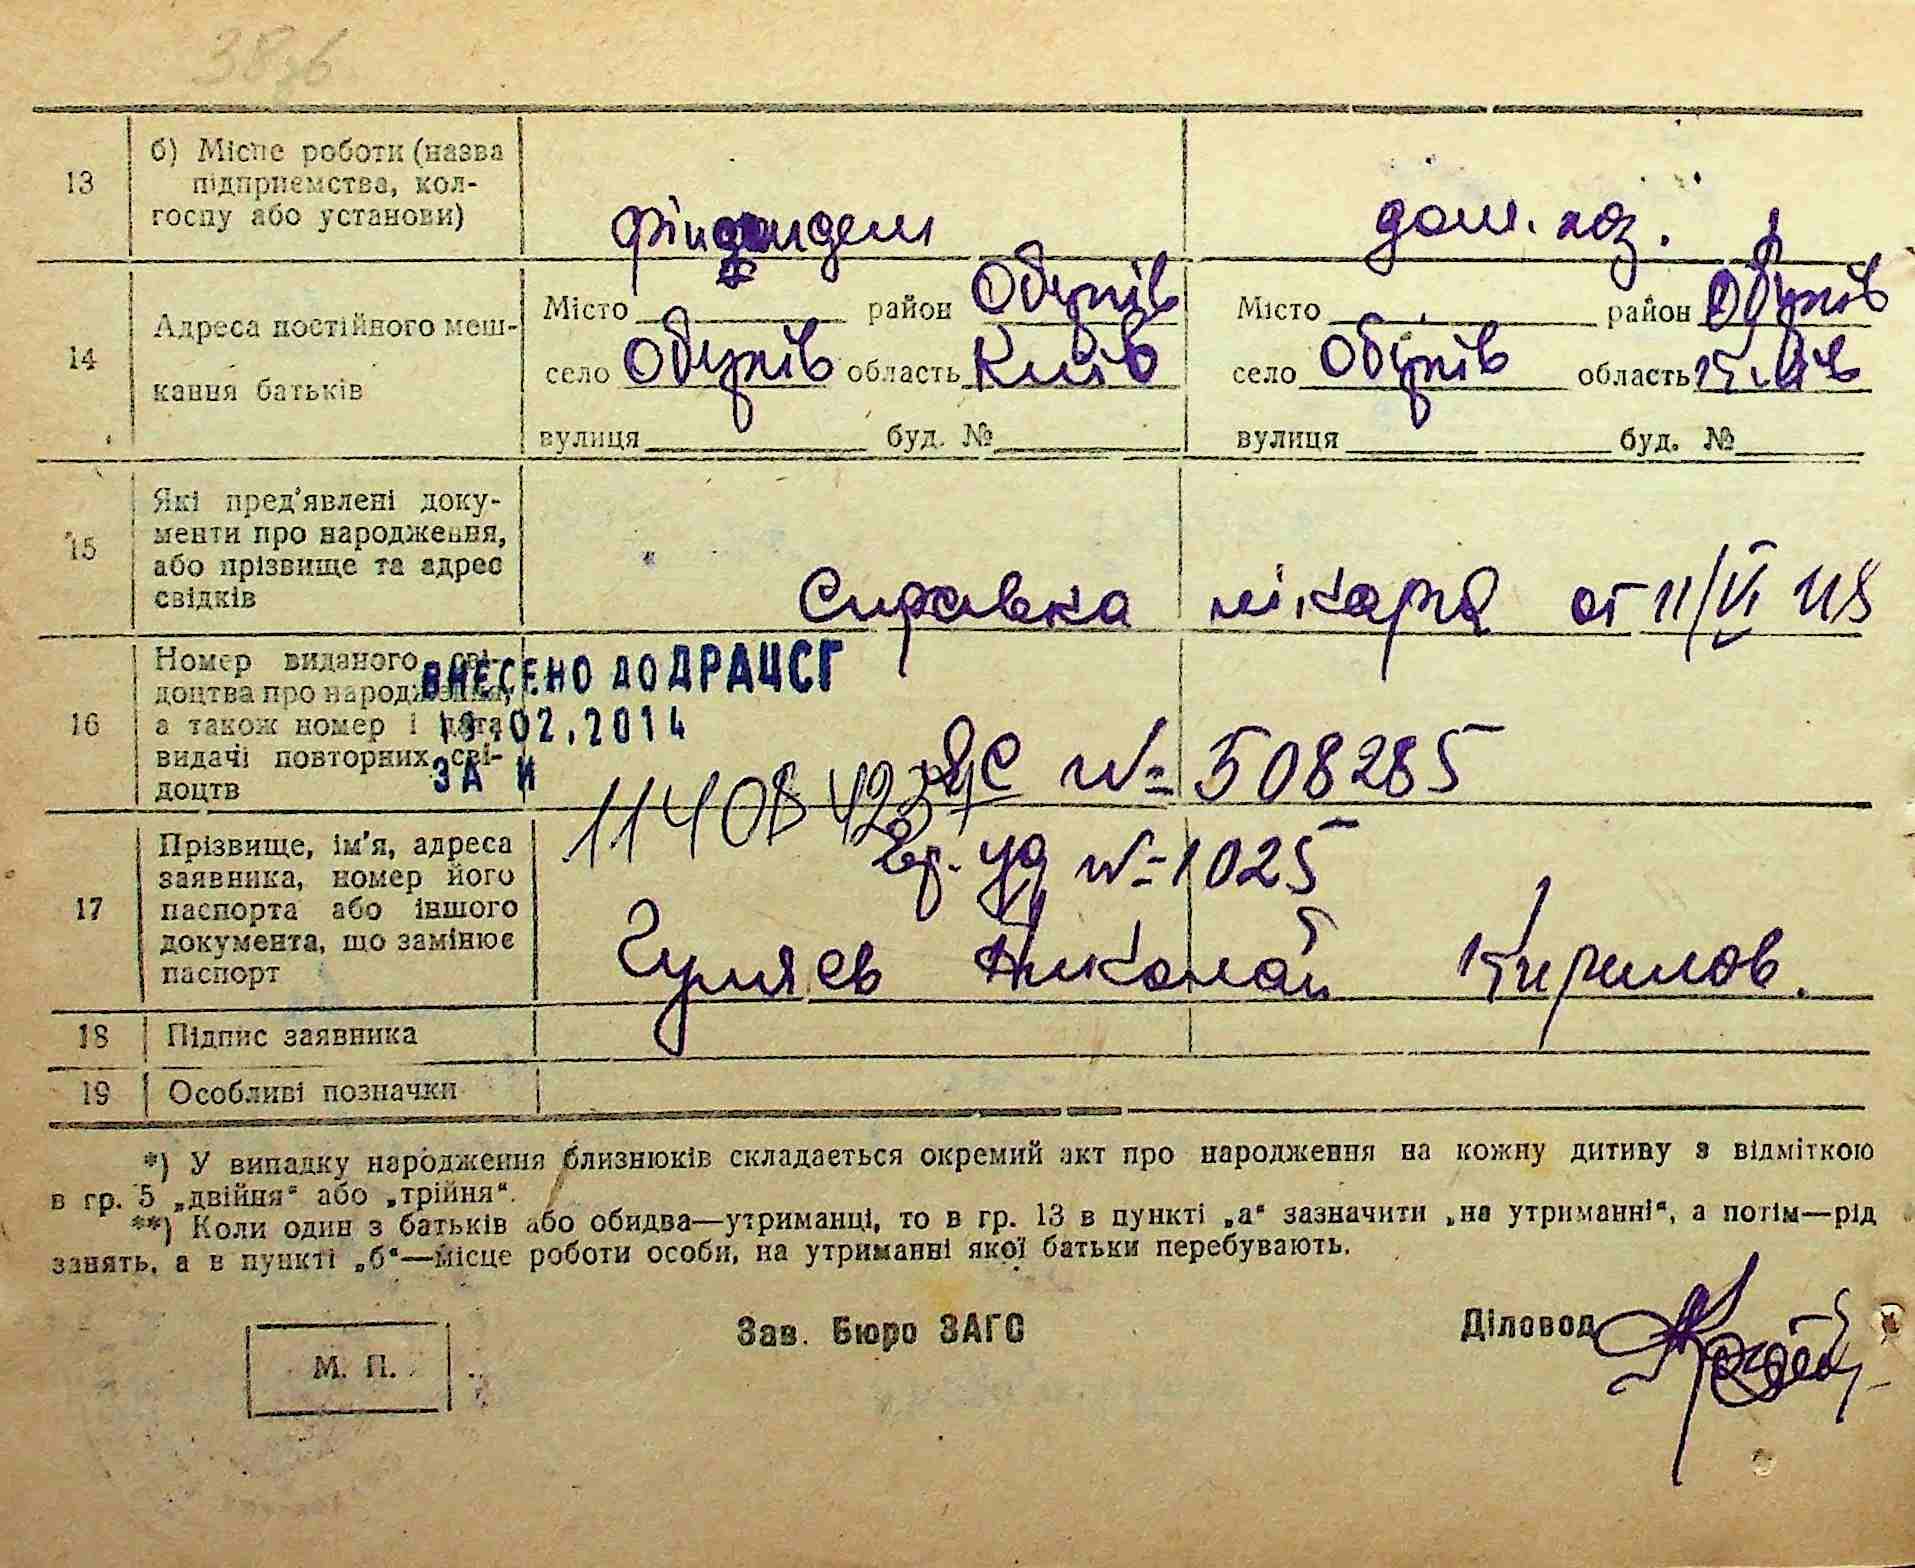 13
б) Місце роботи (назва
підприємства, кол-
госпу або установи)
дом. хоз.
14
Адреса постійного меш-
кання батьків
Місто район Обухів
село Обухів область Київ
вулиця буд. №
Місто район Обухів
село Обухів область Київ
вулиця буд. №
15
Які пред'явлені доку-
менти про народження,
або прізвище та адрес
свідків
Справка лікаря от 11/VI
16
Номер виданого сві-
доцтва про народження,
а також номер і дата
видачі повторних сві-
доцтв
ВНЕСЕНО ДО ДРАЦСГ
02.2014
ЗА №
ЯС № 508285
17
Прізвище, ім'я, адреса
заявника, номер його
паспорта або іншого
документа, що замінює
паспорт
уд № 1025
Гуляєв Николай Кирилов.
18
Підпис заявника
19
Особливі позначки
*) У випадку народження близнюків складається окремий акт про народження на кожну дитину з відміткою
в гр. 5 „двійня“ або „трійня“.
**) Коли один з батьків або обидва—утриманці, то в гр. 13 в пункті „а“ зазначити „на утриманні“, а потім—рід
занять, а в пункті „б“—місце роботи особи, на утриманні якої батьки перебувають.
М. П.
Зав. Бюро ЗАГС
Діловод